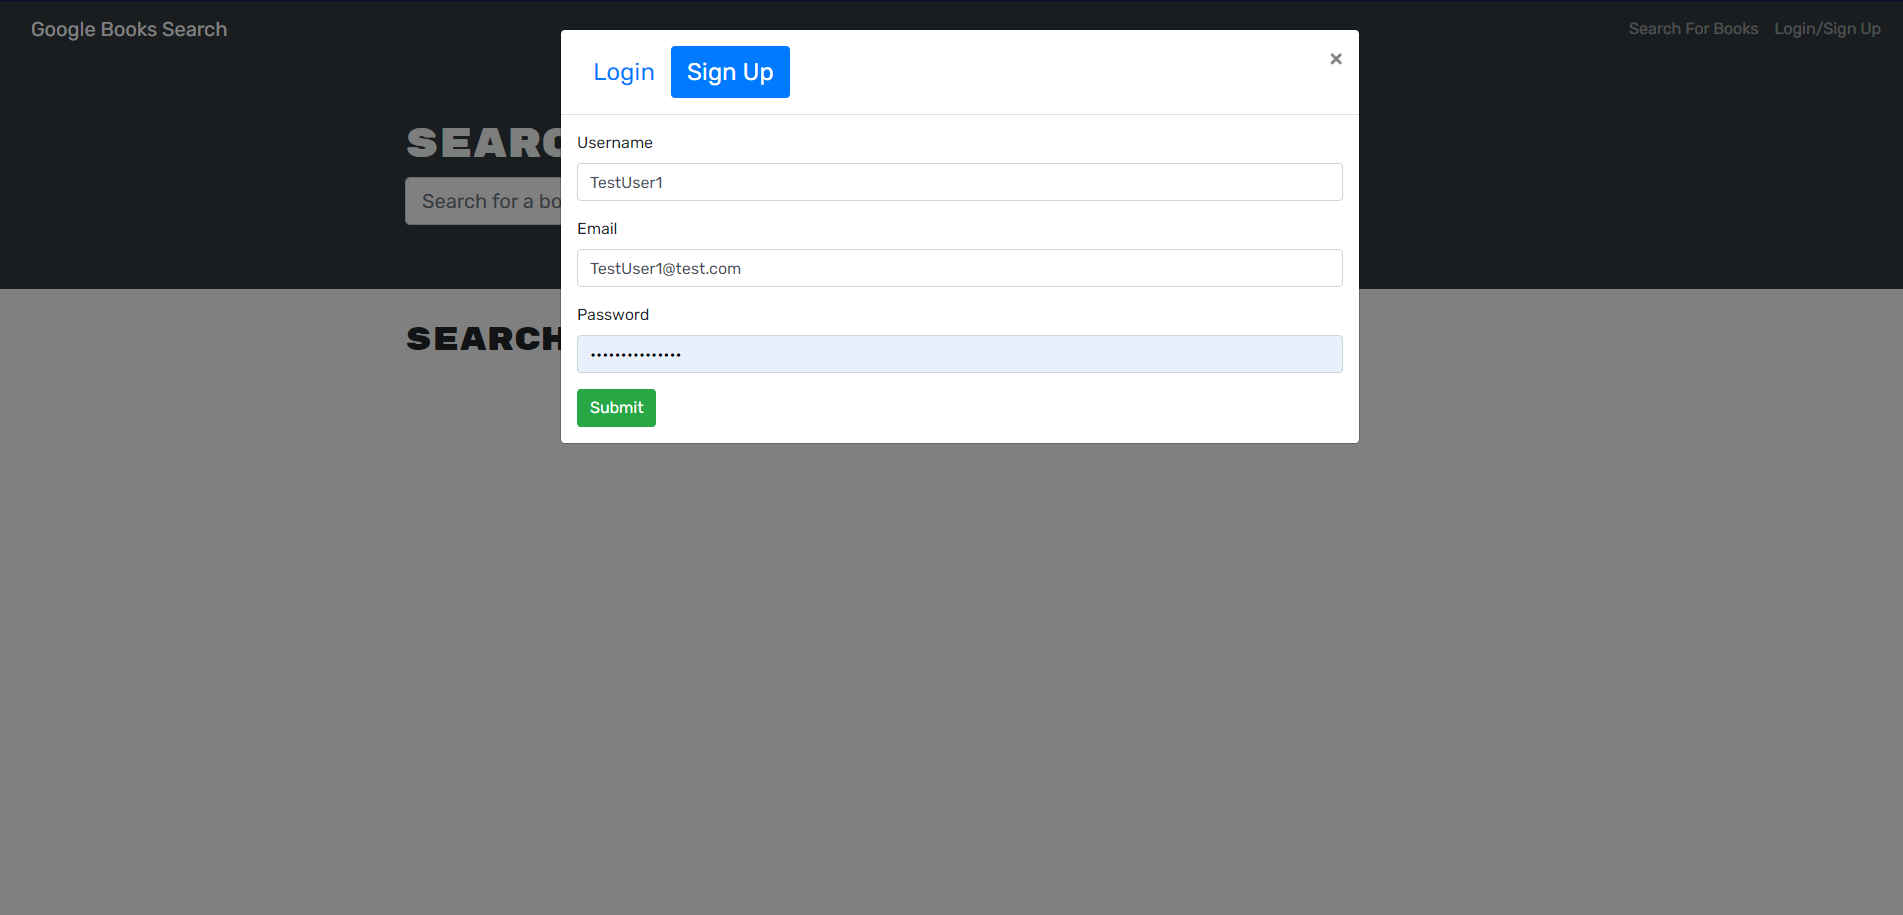 Google Books Search
Search For Books
Login/Sign Up
Login
Sign Up
×
SEARC
Search for a bo
Username
TestUser1
Email
TestUser1@test.com
Password
•••••••••••••••
Submit
SEARCH